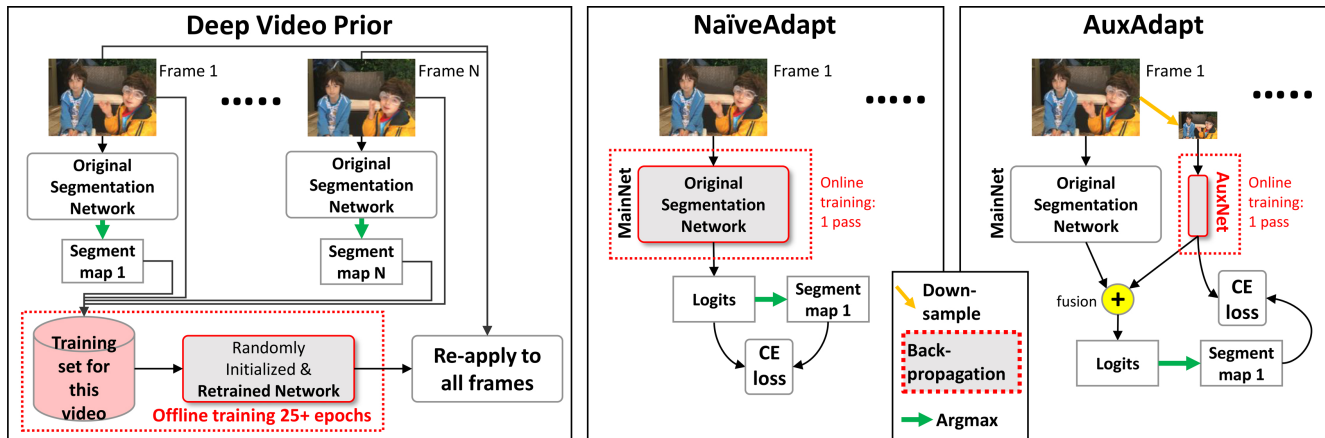 Deep Video Prior
Frame 1
Frame N
Original
Segmentation
Network
Original
Segmentation
Network
Segment
map 1
Segment
map N
Training
set for
this
video
Randomly
Initialized &
Retrained Network
Offline training 25+ epochs
Re-apply to
all frames
NaïveAdapt
Frame 1
MainNet
Original
Segmentation
Network
Online
training:
1 pass
Logits
Segment
map 1
CE
loss
Down-
sample
Back-
propagation
Argmax
AuxAdapt
Frame 1
MainNet
Original
Segmentation
Network
AuxNet
Online
training:
1 pass
fusion
+
CE
loss
Logits
Segment
map 1